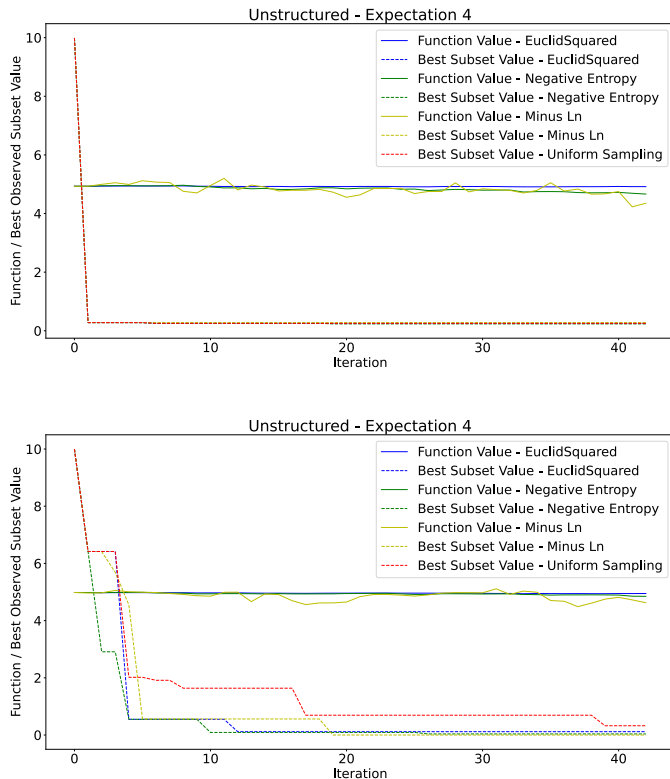 Unstructured - Expectation 4
Function / Best Observed Subset Value
10
8
6
4
2
0
Function Value - EuclidSquared
Best Subset Value - EuclidSquared
Function Value - Negative Entropy
Best Subset Value - Negative Entropy
Function Value - Minus Ln
Best Subset Value - Minus Ln
Best Subset Value - Uniform Sampling
0 10 20 30 40
Iteration
Unstructured - Expectation 4
Function / Best Observed Subset Value
10
8
6
4
2
0
Function Value - EuclidSquared
Best Subset Value - EuclidSquared
Function Value - Negative Entropy
Best Subset Value - Negative Entropy
Function Value - Minus Ln
Best Subset Value - Minus Ln
Best Subset Value - Uniform Sampling
0 10 20 30 40
Iteration